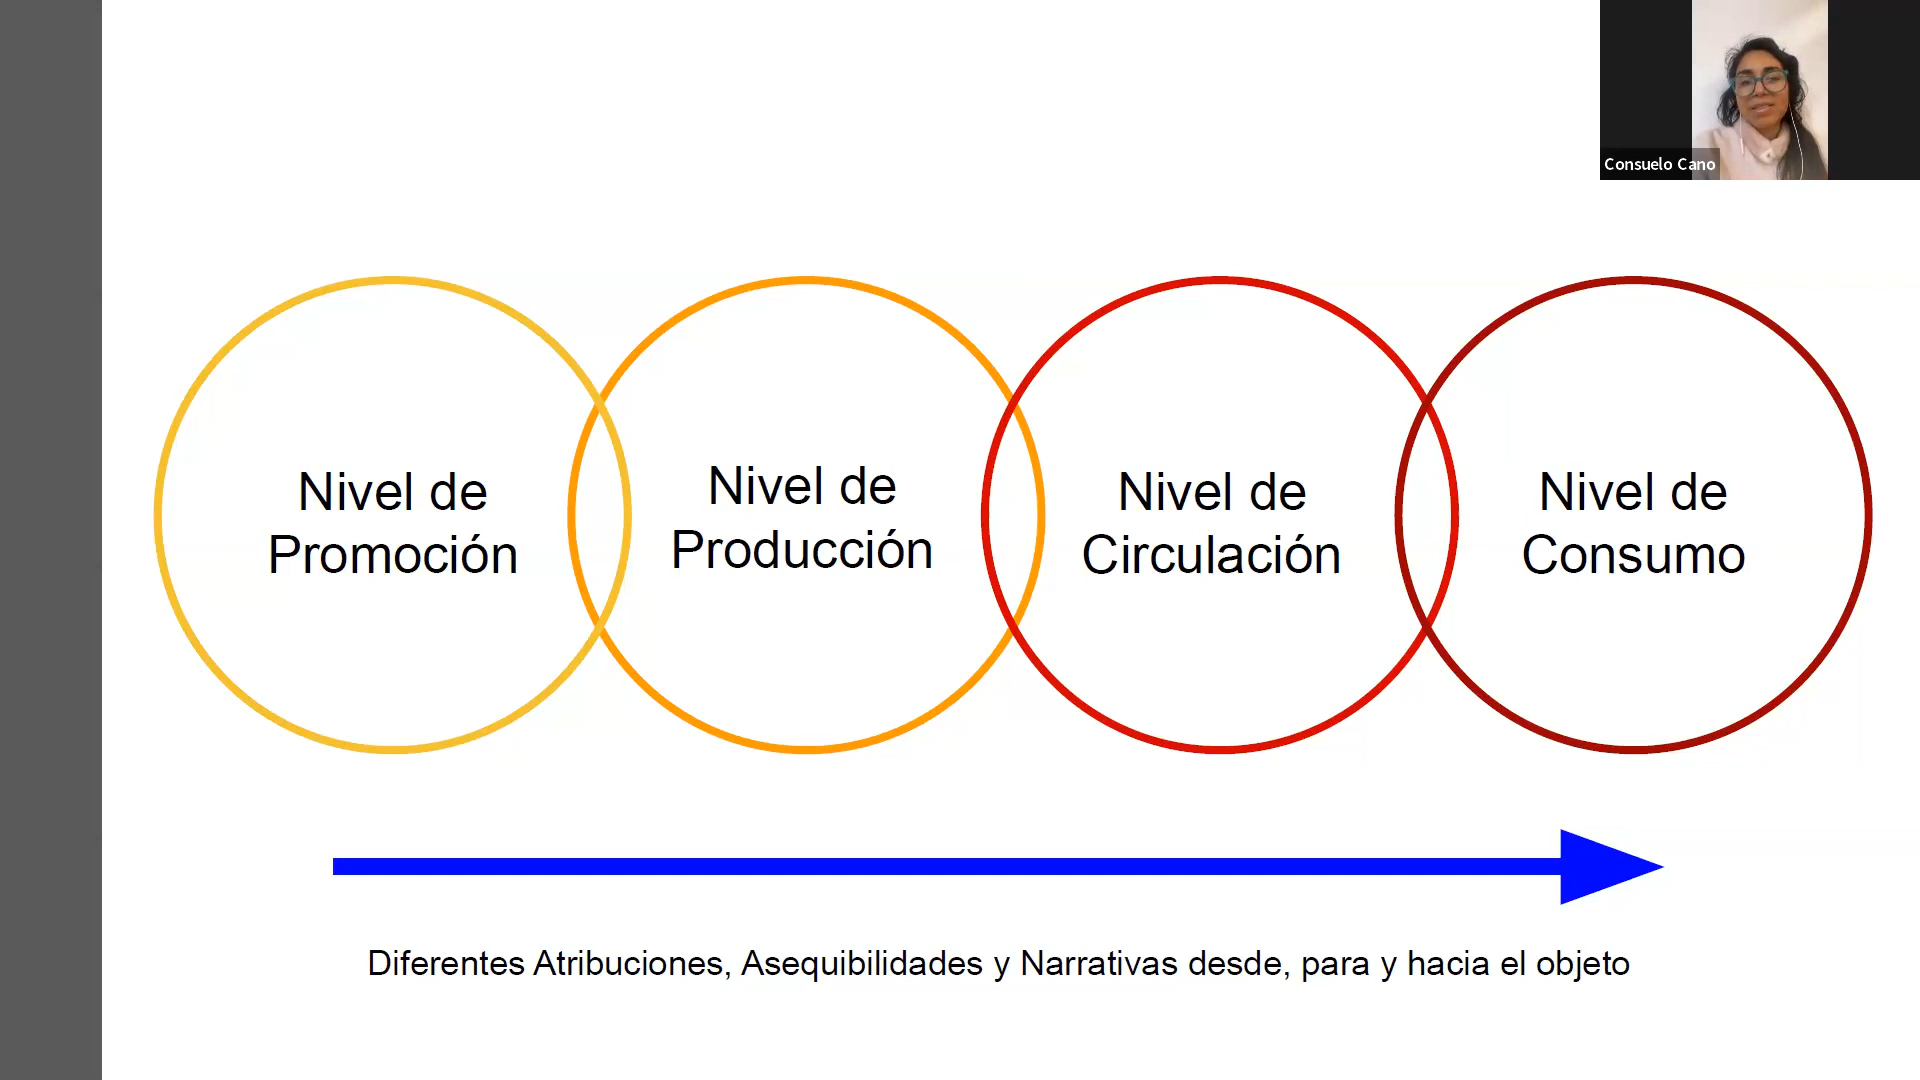 Consuelo Cano
Nivel de
Promoción
Nivel de
Producción
Nivel de
Circulación
Nivel de
Consumo
Diferentes Atribuciones, Asequibilidades y Narrativas desde, para y hacia el objeto